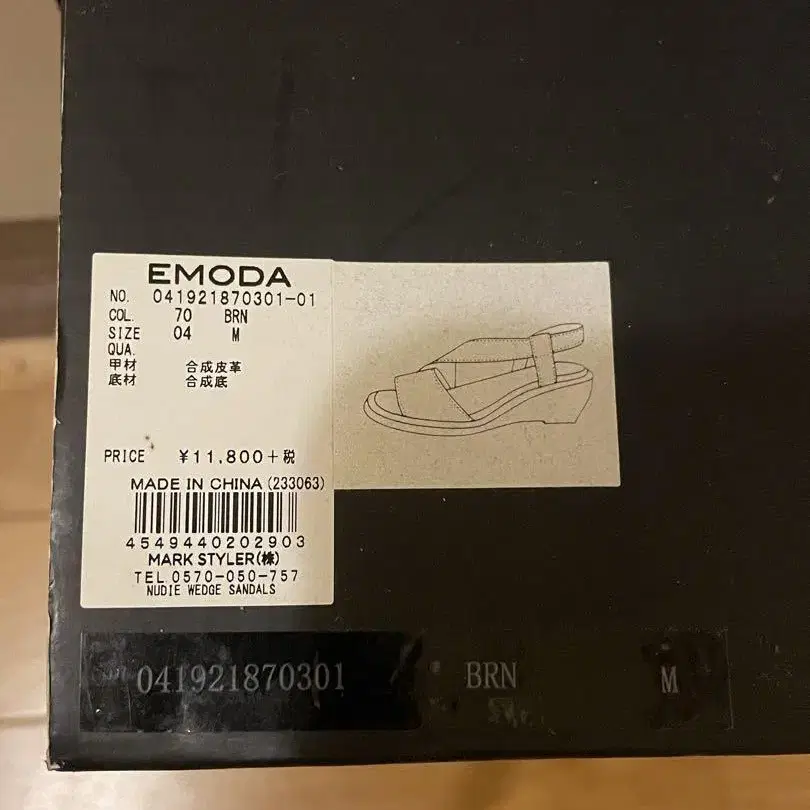 EMODA
NO. 041921870301-01
COL. 70 BRN
SIZE 04 M
QUA.
甲材 合成皮革
底材 合成底
PRICE ¥11,800+税
MADE IN CHINA (233063)
4549440202903
MARK STYLER(株)
TEL 0570-050-757
NUDIE WEDGE SANDALS
041921870301 BRN M